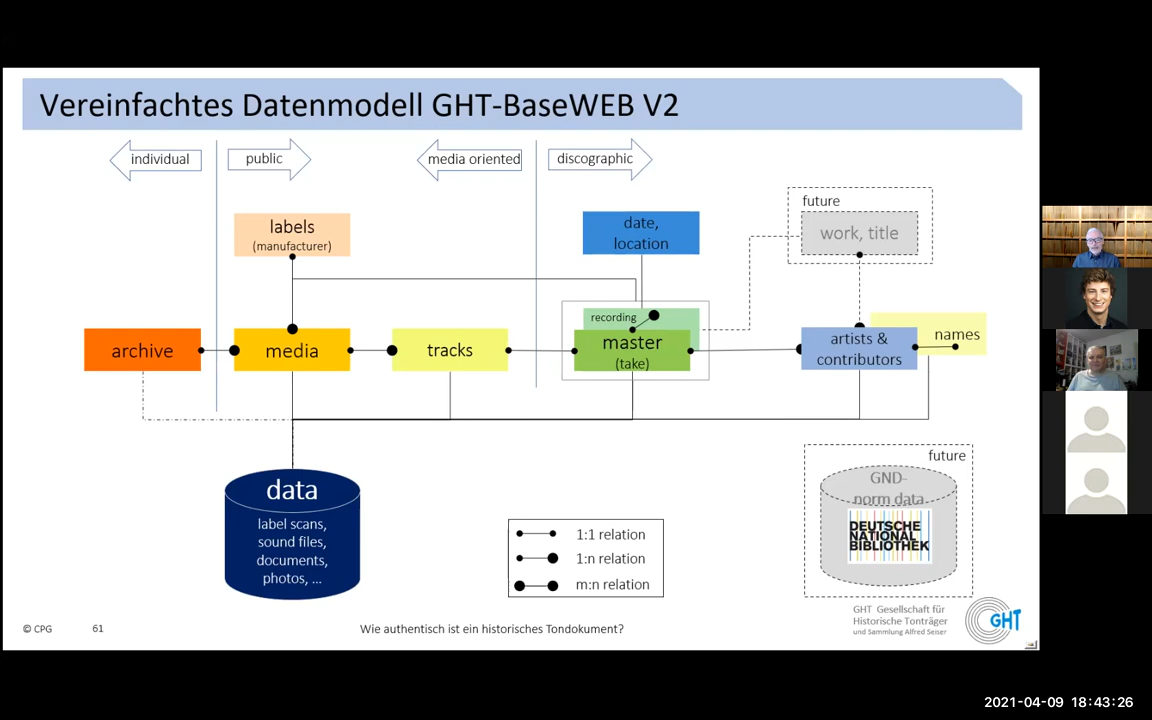 Vereinfachtes Datenmodell GHT-BaseWEB V2
individual
public
media oriented
discographic
labels
(manufacturer)
date,
location
future
work, title
archive
media
tracks
recording
master
(take)
artists &
contributors
names
data
label scans,
sound files,
documents,
photos, ...
1:1 relation
1:n relation
m:n relation
future
GND-
norm data
DEUTSCHE
NATIONAL
BIBLIOTHEK
© CPG
61
Wie authentisch ist ein historisches Tondokument?
GHT Gesellschaft für
Historische Tonträger
und Sammlung Alfred Seiser
GHT
2021-04-09 18:43:26